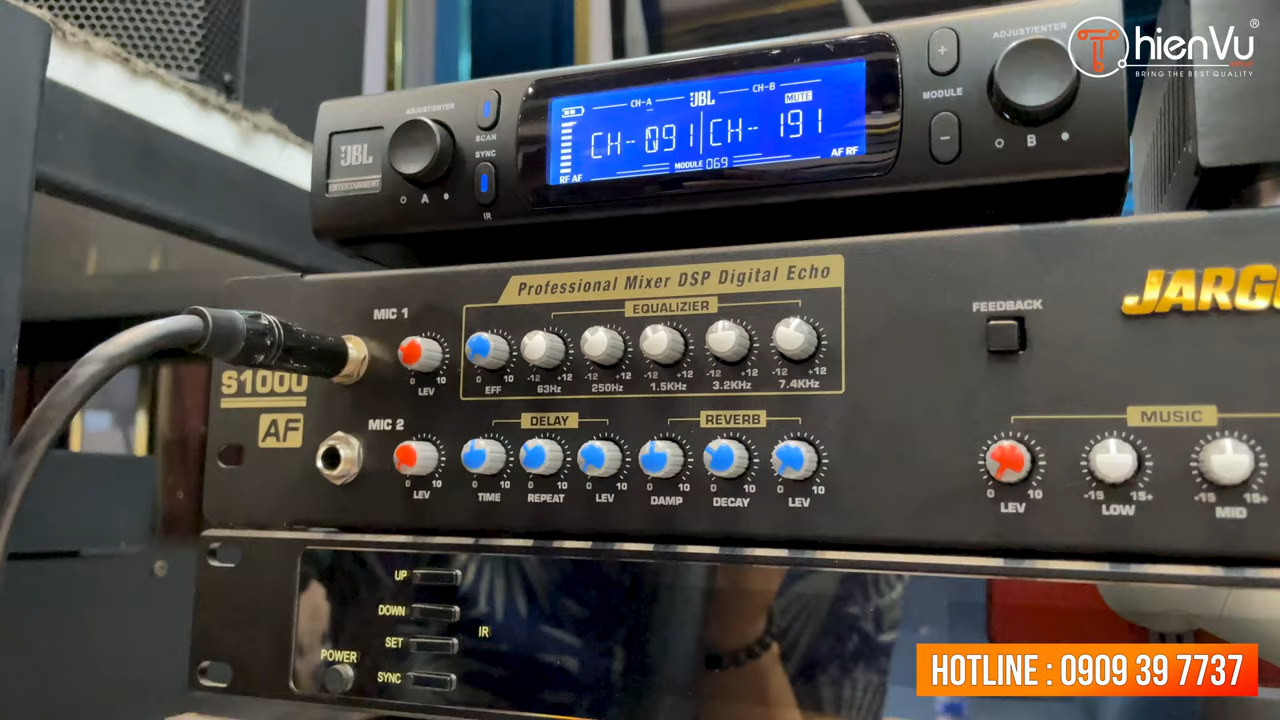 ThienVu ®
BRING THE BEST QUALITY
JBL
ENTERTAINMENT
ADJUST/ENTER
A
SCAN
SYNC
IR
CH-A JBL CH-B
MUTE
CH-091 CH-191
MODULE 069
RF AF
AF RF
+
MODULE
-
ADJUST/ENTER
B
Professional Mixer DSP Digital Echo
EQUALIZIER
MIC 1
0 10
LEV
0 10
EFF
-12 +12
63Hz
-12 +12
250Hz
-12 +12
1.5KHz
-12 +12
3.2KHz
-12 +12
7.4KHz
FEEDBACK
S1000
AF
MIC 2
0 10
LEV
DELAY
0 10
TIME
0 10
REPEAT
0 10
LEV
REVERB
0 10
DAMP
0 10
DECAY
0 10
LEV
MUSIC
0 10
LEV
-15 15+
LOW
-15 15+
MID
UP
DOWN
SET
SYNC
IR
POWER
HOTLINE : 0909 39 7737